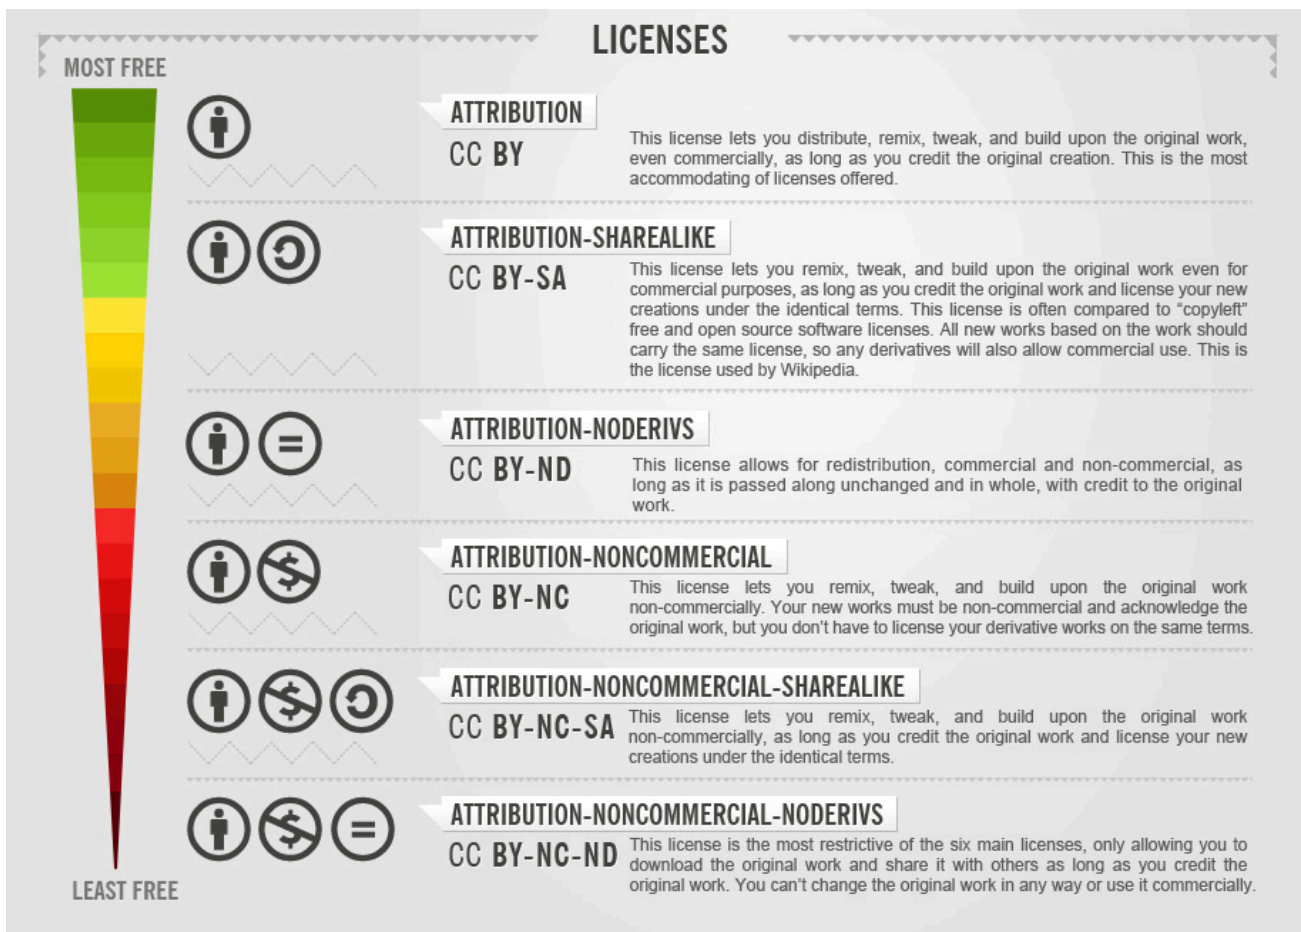 LICENSES
MOST FREE
ATTRIBUTION
CC BY
This license lets you distribute, remix, tweak, and build upon the original work,
even commercially, as long as you credit the original creation. This is the most
accommodating of licenses offered.
ATTRIBUTION-SHAREALIKE
CC BY-SA
This license lets you remix, tweak, and build upon the original work even for
commercial purposes, as long as you credit the original work and license your new
creations under the identical terms. This license is often compared to “copyleft”
free and open source software licenses. All new works based on the work should
carry the same license, so any derivatives will also allow commercial use. This is
the license used by Wikipedia.
=
ATTRIBUTION-NODERIVS
CC BY-ND
This license allows for redistribution, commercial and non-commercial, as
long as it is passed along unchanged and in whole, with credit to the original
work.
$
ATTRIBUTION-NONCOMMERCIAL
CC BY-NC
This license lets you remix, tweak, and build upon the original work
non-commercially. Your new works must be non-commercial and acknowledge the
original work, but you don’t have to license your derivative works on the same terms.
$
ATTRIBUTION-NONCOMMERCIAL-SHAREALIKE
CC BY-NC-SA
This license lets you remix, tweak, and build upon the original work
non-commercially, as long as you credit the original work and license your new
creations under the identical terms.
$ =
ATTRIBUTION-NONCOMMERCIAL-NODERIVS
CC BY-NC-ND
This license is the most restrictive of the six main licenses, only allowing you to
download the original work and share it with others as long as you credit the
original work. You can’t change the original work in any way or use it commercially.
LEAST FREE